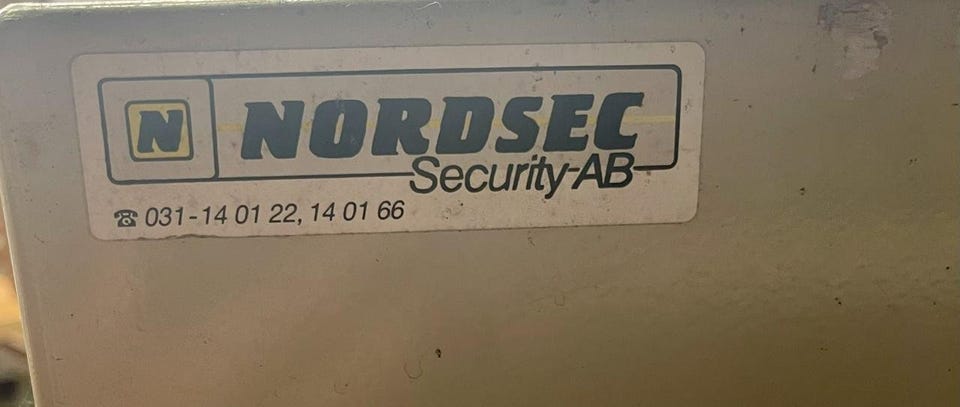 N NORDSEC
Security-AB
☎ 031-14 01 22, 14 01 66